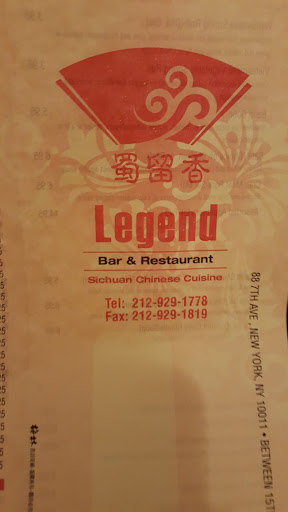 蜀留香
Legend
Bar & Restaurant
Sichuan Chinese Cuisine
Tel: 212-929-1778
Fax: 212-929-1819
88 7TH AVE , NEW YORK, NY 10011 • BETWEEN 15T